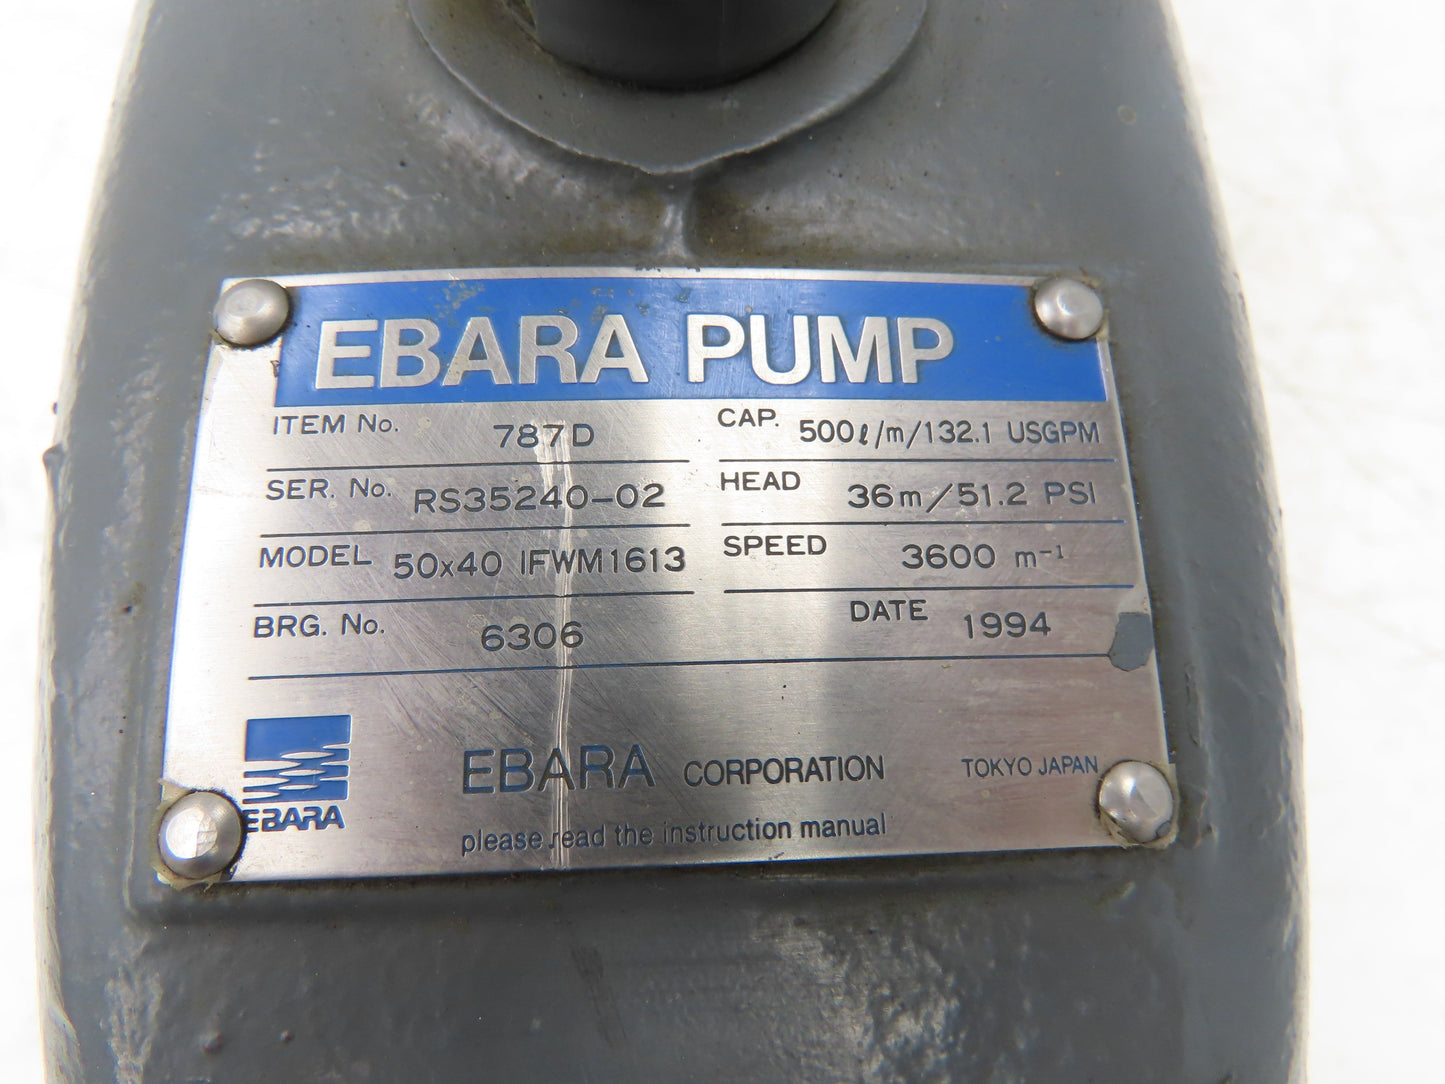 EBARA PUMP
ITEM No. 787D CAP. 500ℓ/m/132.1 USGPM
SER. No. RS35240-02 HEAD 36m/51.2 PSI
MODEL 50x40 IFWM1613 SPEED 3600 m⁻¹
BRG. No. 6306 DATE 1994
EBARA CORPORATION TOKYO JAPAN
EBARA
please read the instruction manual